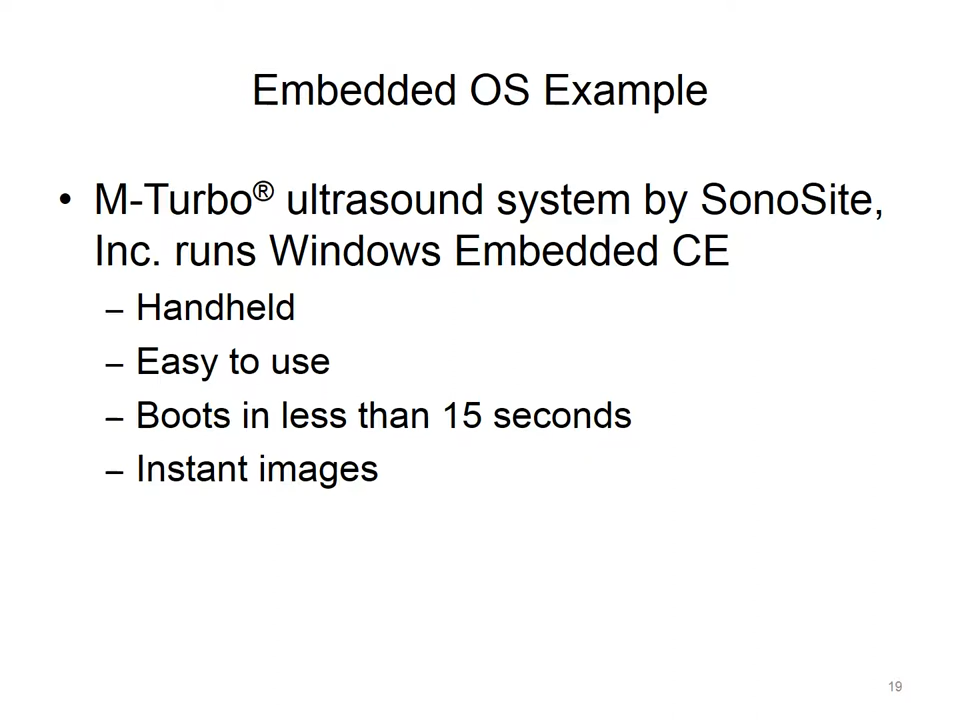 Embedded OS Example
• M-Turbo® ultrasound system by SonoSite,
Inc. runs Windows Embedded CE
– Handheld
– Easy to use
– Boots in less than 15 seconds
– Instant images
19